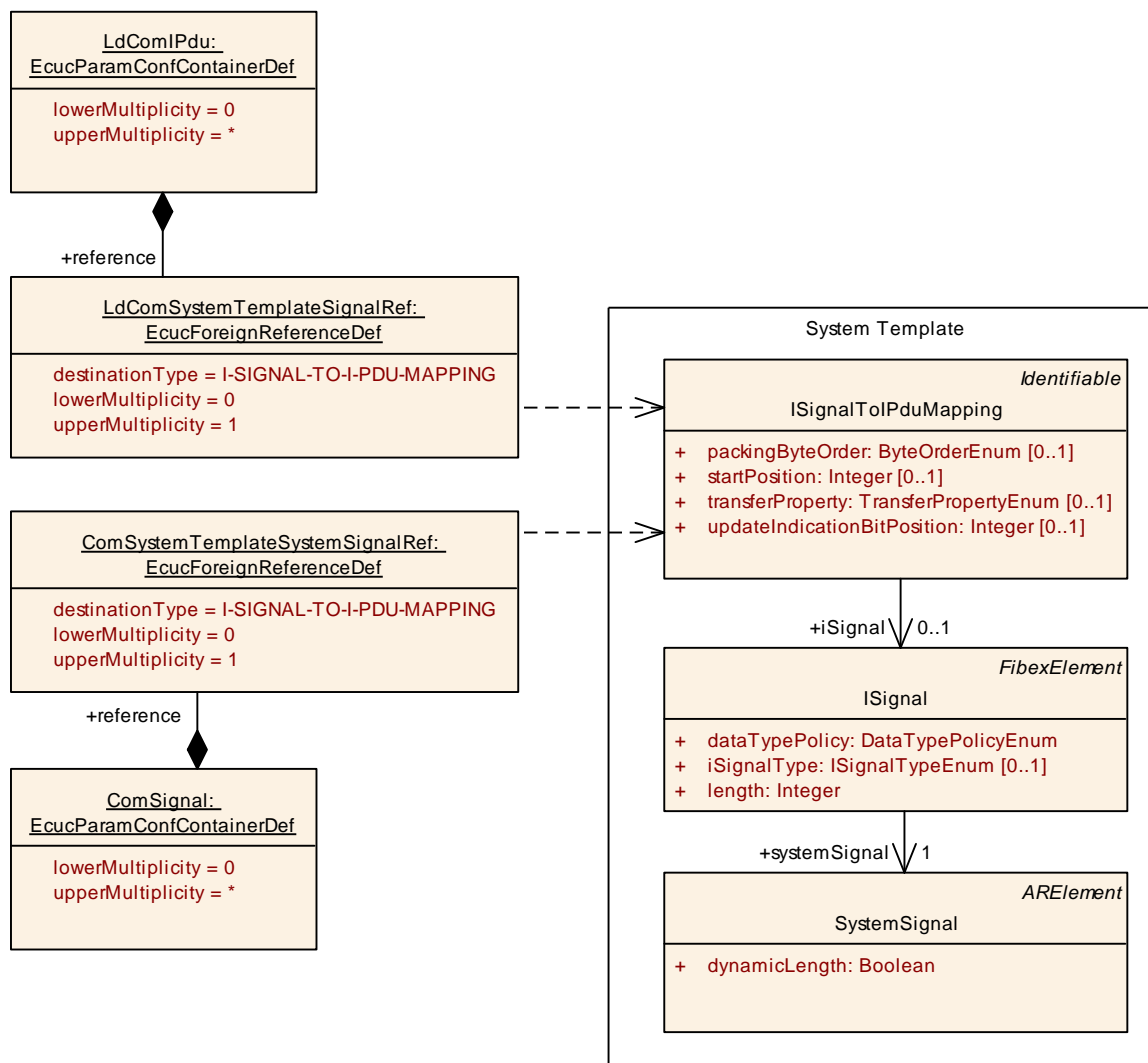 LdComIPdu:
EcucParamConfContainerDef
lowerMultiplicity = 0
upperMultiplicity = *
+reference
LdComSystemTemplateSignalRef:
EcucForeignReferenceDef
destinationType = I-SIGNAL-TO-I-PDU-MAPPING
lowerMultiplicity = 0
upperMultiplicity = 1
ComSystemTemplateSystemSignalRef:
EcucForeignReferenceDef
destinationType = I-SIGNAL-TO-I-PDU-MAPPING
lowerMultiplicity = 0
upperMultiplicity = 1
+reference
ComSignal:
EcucParamConfContainerDef
lowerMultiplicity = 0
upperMultiplicity = *
System Template
Identifiable
ISignalToIPduMapping
+ packingByteOrder: ByteOrderEnum [0..1]
+ startPosition: Integer [0..1]
+ transferProperty: TransferPropertyEnum [0..1]
+ updateIndicationBitPosition: Integer [0..1]
+iSignal 0..1
FibexElement
ISignal
+ dataTypePolicy: DataTypePolicyEnum
+ iSignalType: ISignalTypeEnum [0..1]
+ length: Integer
+systemSignal 1
ARElement
SystemSignal
+ dynamicLength: Boolean